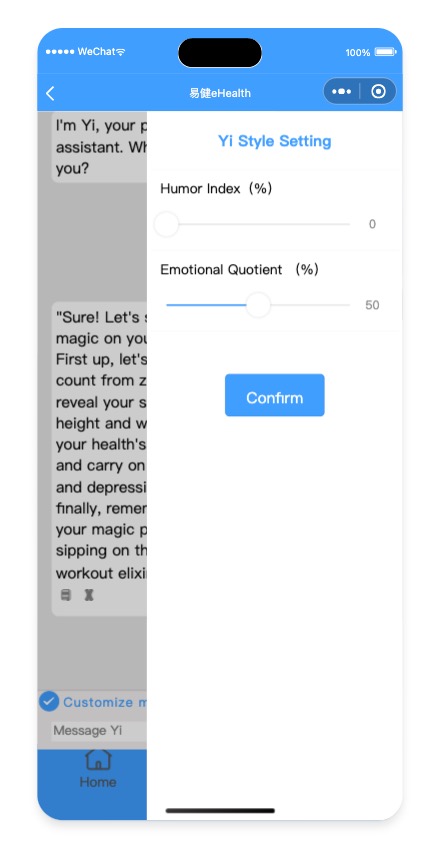 WeChat
100%
易健eHealth
I'm Yi, your p
assistant. Wh
you?
Yi Style Setting
Humor Index（%）
0
Emotional Quotient （%）
50
Confirm
"Sure! Let's s
magic on you
First up, let's
count from z
reveal your s
height and w
your health's
and carry on
and depressi
finally, remer
your magic p
sipping on th
workout elixi
Customize m
Message Yi
Home